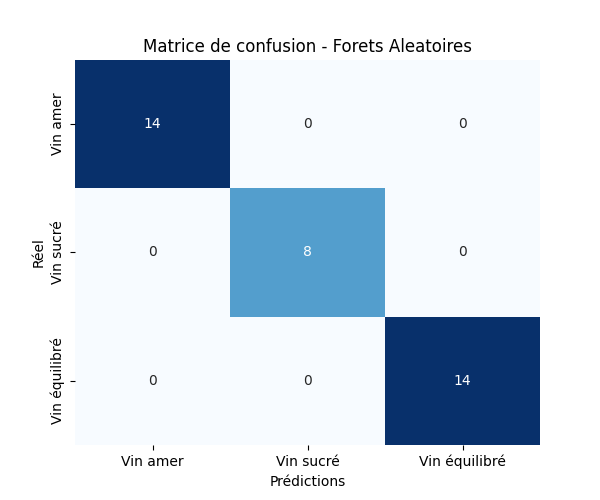 Matrice de confusion - Forets Aleatoires
Réel
Vin amer
14 0 0
Vin sucré
0 8 0
Vin équilibré
0 0 14
Vin amer Vin sucré Vin équilibré
Prédictions